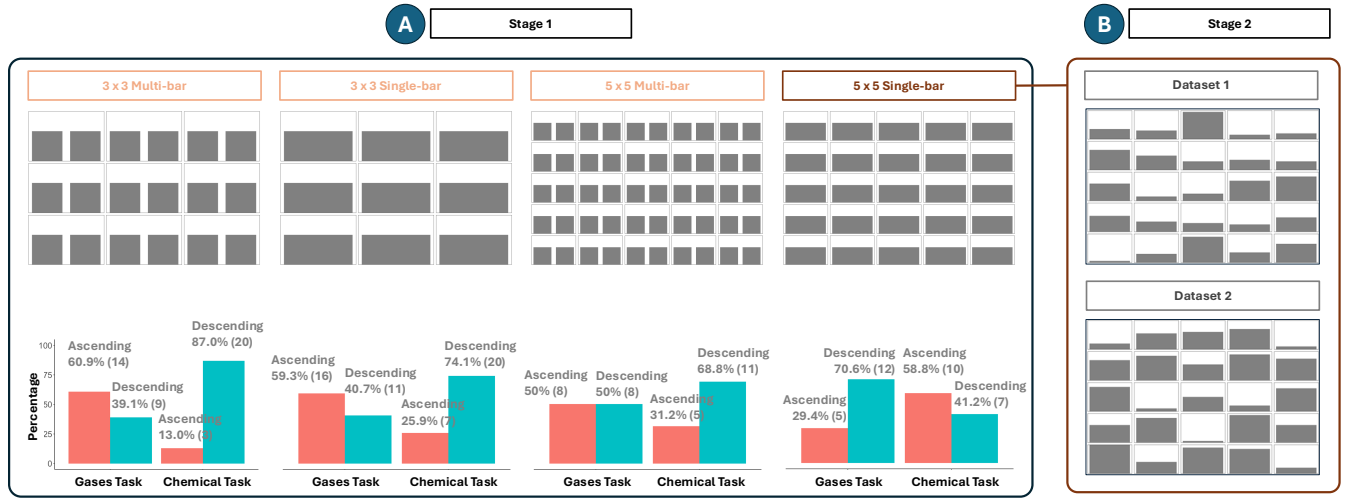 A
Stage 1
B
Stage 2
3 x 3 Multi-bar
3 x 3 Single-bar
5 x 5 Multi-bar
5 x 5 Single-bar
Dataset 1
Dataset 2
Percentage
100
75
50
25
0
Ascending
60.9% (14)
Descending
39.1% (9)
Ascending
13.0% (3)
Descending
87.0% (20)
Gases Task
Chemical Task
Ascending
59.3% (16)
Descending
40.7% (11)
Ascending
25.9% (7)
Descending
74.1% (20)
Gases Task
Chemical Task
Ascending
50% (8)
Descending
50% (8)
Ascending
31.2% (5)
Descending
68.8% (11)
Gases Task
Chemical Task
Ascending
29.4% (5)
Descending
70.6% (12)
Ascending
58.8% (10)
Descending
41.2% (7)
Gases Task
Chemical Task